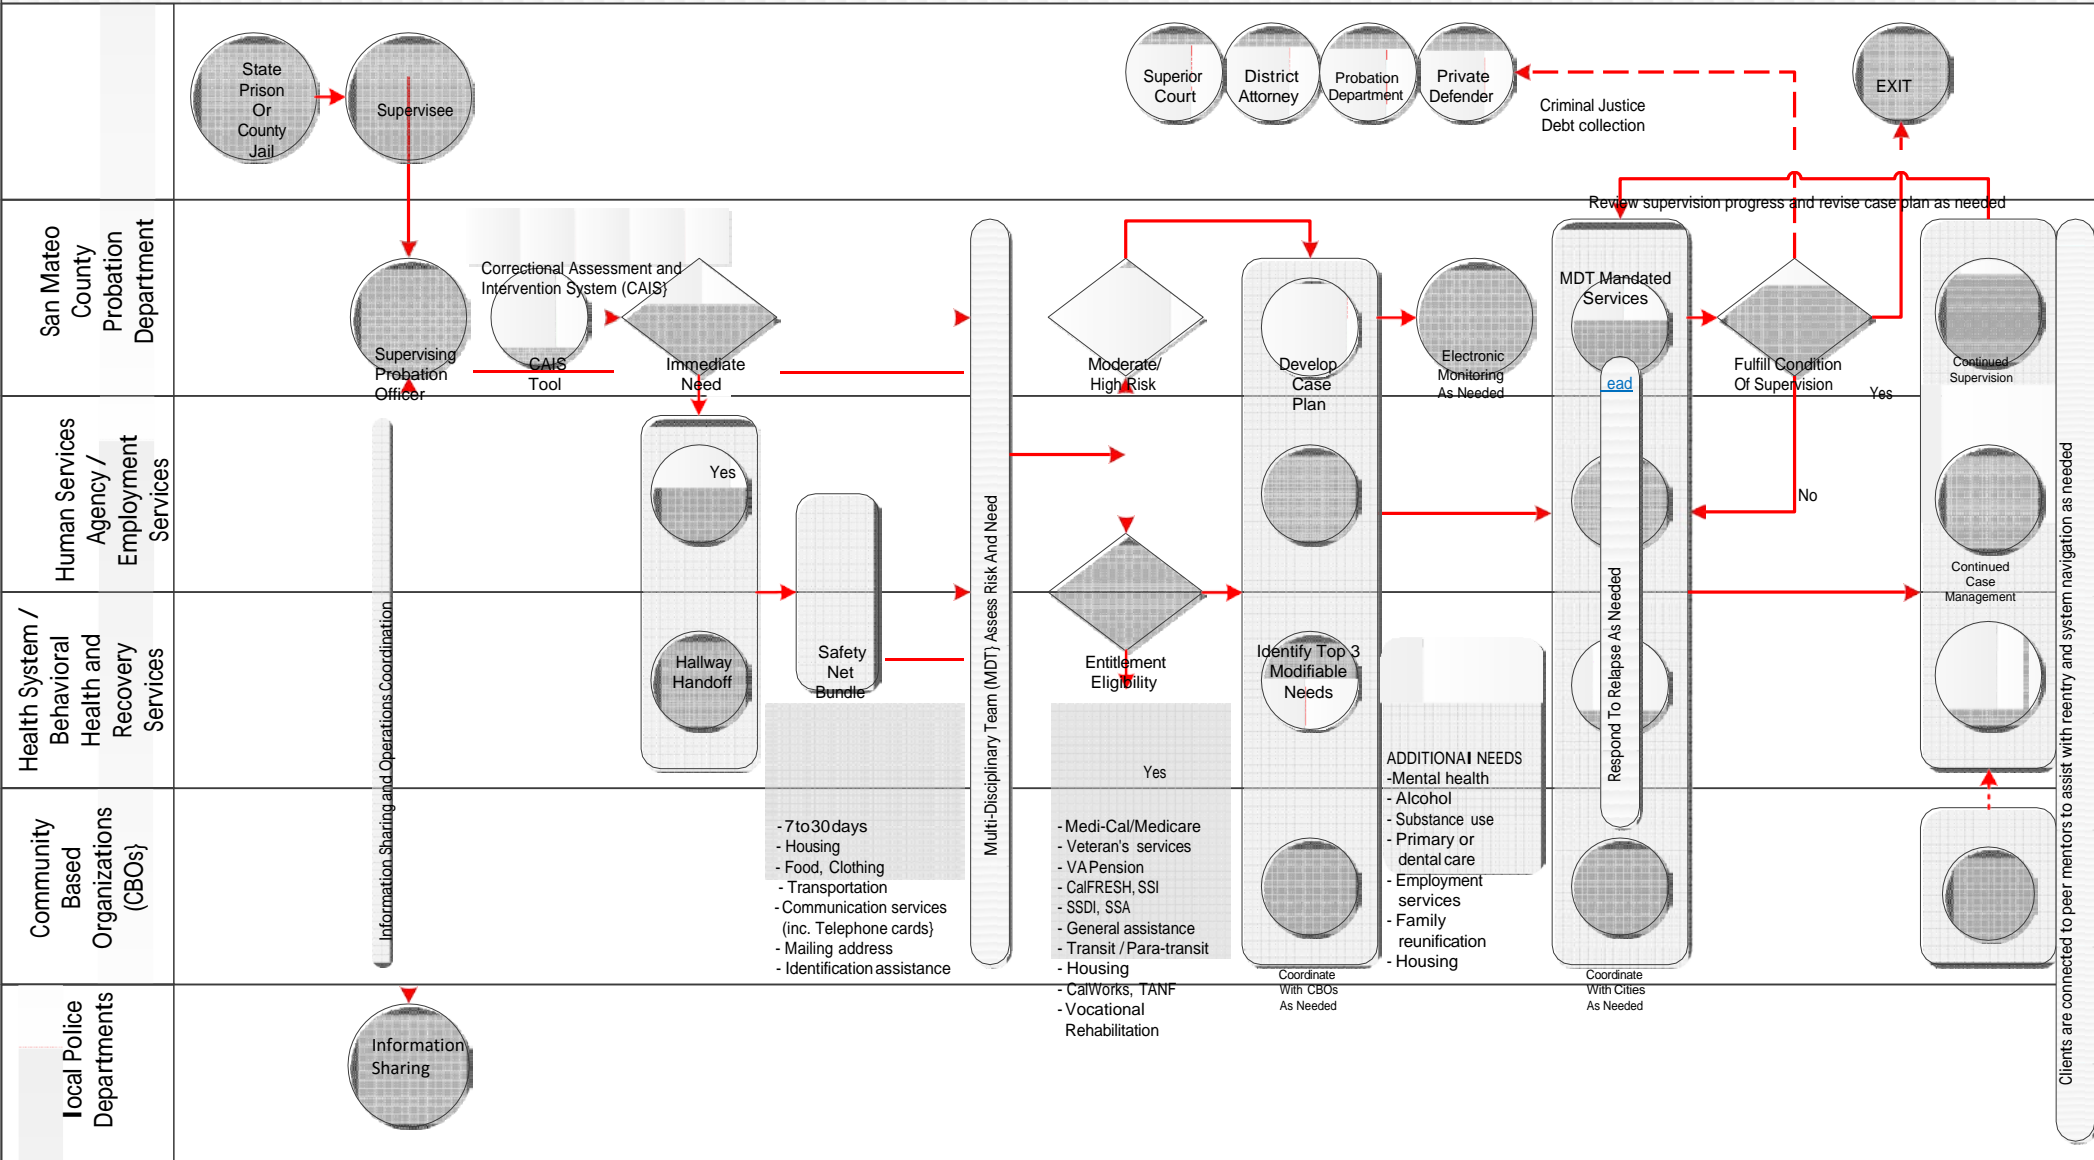 State
Prison
Or
County
Jail
Supervisee
Superior
Court
District
Attorney
Probation
Department
Private
Defender
Criminal Justice
Debt collection
EXIT
Review supervision progress and revise case plan as needed
San Mateo
County
Probation
Department
Correctional Assessment and
Intervention System (CAIS}
Supervising
Probation
Officer
CAIS
Tool
Immediate
Need
Moderate/
High Risk
Develop
Case
Plan
Electronic
Monitoring
As Needed
MDT Mandated
Services
ead
Fulfill Condition
Of Supervision
Yes
Continued
Supervision
Human Services
Agency /
Employment
Services
Yes
No
Continued
Case
Management
Health System /
Behavioral
Health and
Recovery
Services
Information Sharing and Operations Coordination
Hallway
Handoff
Safety
Net
Bundle
Multi-Disciplinary Team (MDT} Assess Risk And Need
Entitlement
Eligibility
Identify Top 3
Modifiable
Needs
Respond To Relapse As Needed
Clients are connected to peer mentors to assist with reentry and system navigation as needed
Yes
ADDITIONAl NEEDS
-Mental health
- Alcohol
- Substance use
- Primary or
dental care
- Employment
services
- Family
reunification
- Housing
Community
Based
Organizations
(CBOs}
- 7to30days
- Housing
- Food, Clothing
- Transportation
- Communication services
(inc. Telephone cards}
- Mailing address
- Identification assistance
- Medi-Cal/Medicare
- Veteran's services
- VA Pension
- CalFRESH, SSI
- SSDI, SSA
- General assistance
- Transit / Para-transit
- Housing
- CalWorks, TANF
- Vocational
Rehabilitation
Coordinate
With CBOs
As Needed
Coordinate
With Cities
As Needed
local Police
Departments
Information
Sharing